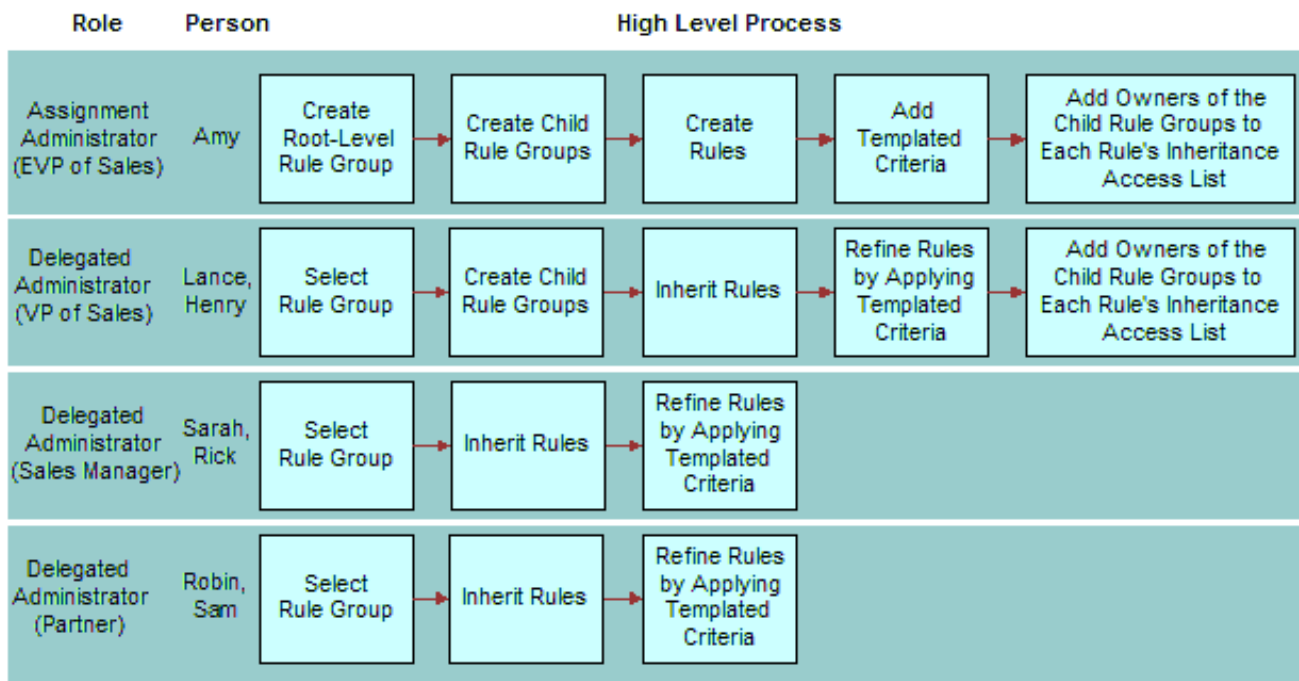 Role Person High Level Process
Assignment
Administrator
(EVP of Sales)
Amy
Create
Root-Level
Rule Group
Create Child
Rule Groups
Create
Rules
Add
Templated
Criteria
Add Owners of the
Child Rule Groups to
Each Rule's Inheritance
Access List
Delegated
Administrator
(VP of Sales)
Lance,
Henry
Select
Rule Group
Create Child
Rule Groups
Inherit Rules
Refine Rules
by Applying
Templated
Criteria
Add Owners of the
Child Rule Groups to
Each Rule's Inheritance
Access List
Delegated
Administrator
(Sales Manager)
Sarah,
Rick
Select
Rule Group
Inherit Rules
Refine Rules
by Applying
Templated
Criteria
Delegated
Administrator
(Partner)
Robin,
Sam
Select
Rule Group
Inherit Rules
Refine Rules
by Applying
Templated
Criteria